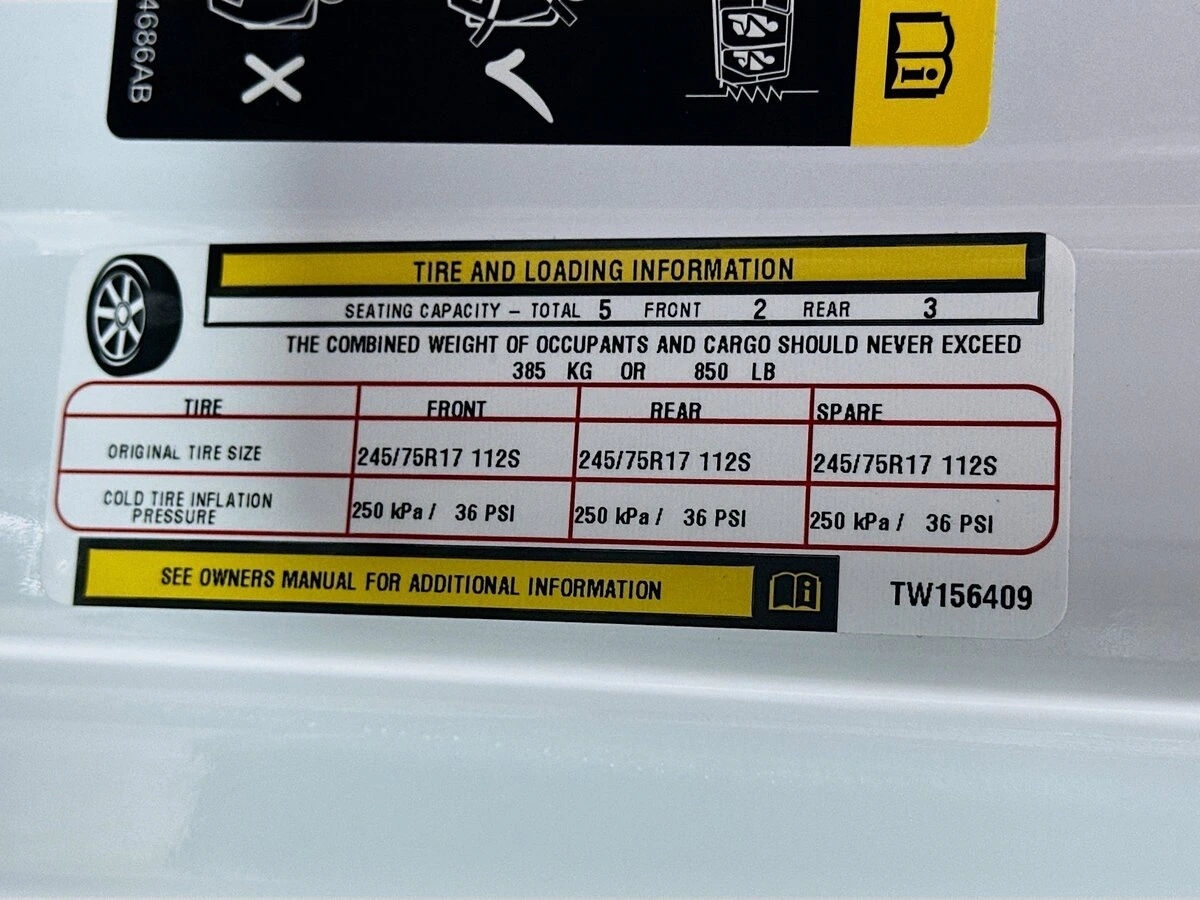 4686AB
TIRE AND LOADING INFORMATION
SEATING CAPACITY – TOTAL 5 FRONT 2 REAR 3
THE COMBINED WEIGHT OF OCCUPANTS AND CARGO SHOULD NEVER EXCEED
385 KG OR 850 LB
TIRE FRONT REAR SPARE
ORIGINAL TIRE SIZE 245/75R17 112S 245/75R17 112S 245/75R17 112S
COLD TIRE INFLATION
PRESSURE 250 kPa / 36 PSI 250 kPa / 36 PSI 250 kPa / 36 PSI
SEE OWNERS MANUAL FOR ADDITIONAL INFORMATION
TW156409